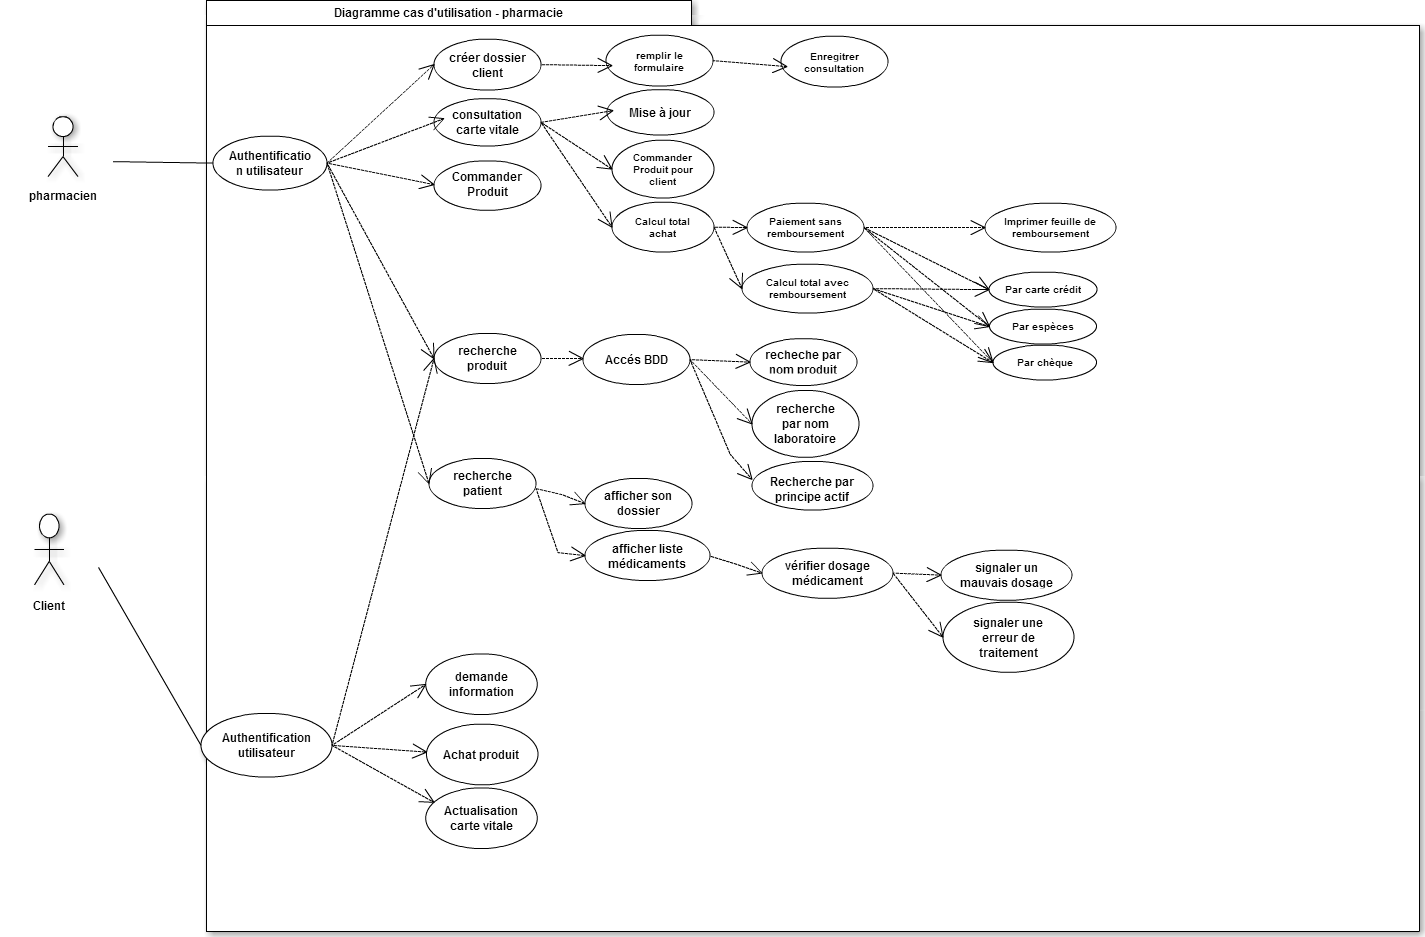 Diagramme cas d'utilisation - pharmacie
créer dossier
client
remplir le
formulaire
Enregitrer
consultation
consultation
carte vitale
Mise à jour
pharmacien
Authentificatio
n utilisateur
Commander
Produit
Commander
Produit pour
client
Calcul total
achat
Paiement sans
remboursement
Imprimer feuille de
remboursement
Calcul total avec
remboursement
Par carte crédit
Par espèces
Par chèque
recherche
produit
Accés BDD
recheche par
nom produit
recherche
par nom
laboratoire
Recherche par
principe actif
recherche
patient
afficher son
dossier
afficher liste
médicaments
vérifier dosage
médicament
signaler un
mauvais dosage
signaler une
erreur de
traitement
Client
Authentification
utilisateur
demande
information
Achat produit
Actualisation
carte vitale